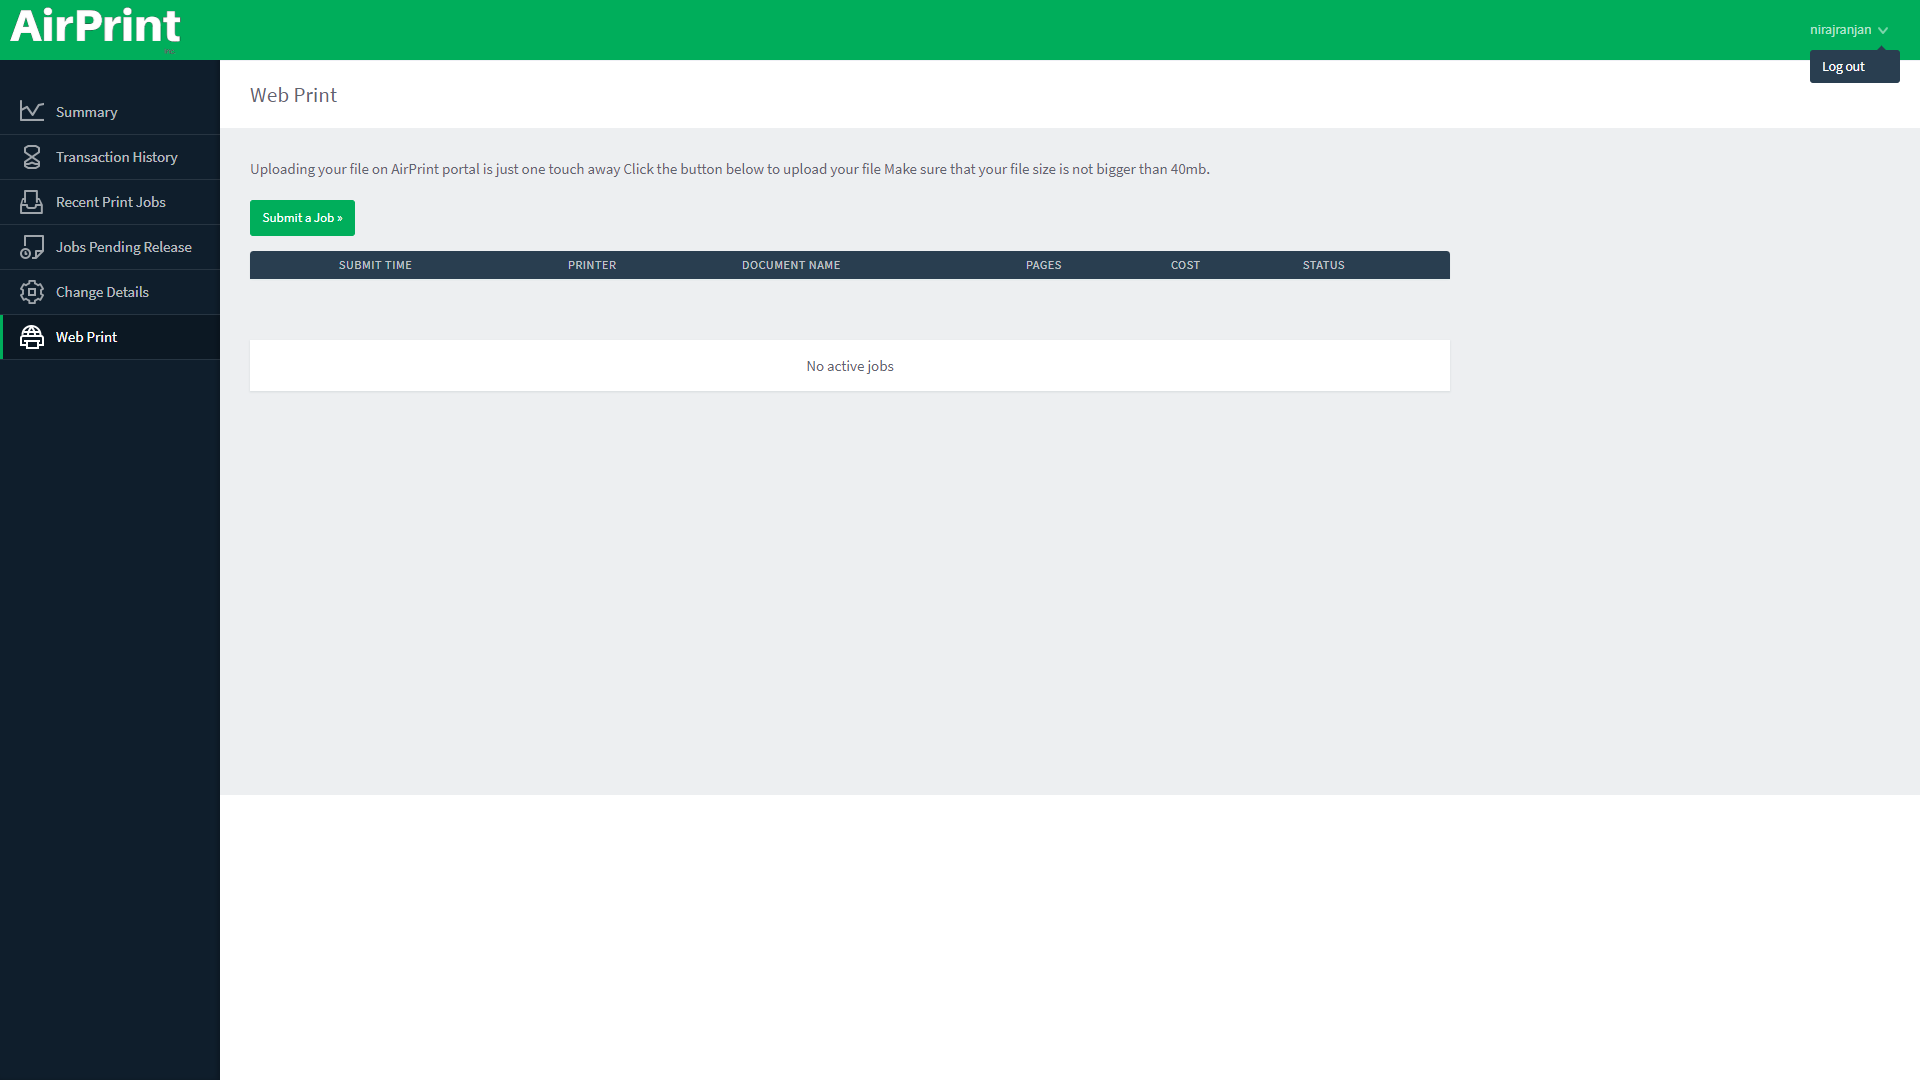 AirPrint
nirajranjan
Log out
Summary
Transaction History
Recent Print Jobs
Jobs Pending Release
Change Details
Web Print
Web Print
Uploading your file on AirPrint portal is just one touch away Click the button below to upload your file Make sure that your file size is not bigger than 40mb.
Submit a Job »
SUBMIT TIME PRINTER DOCUMENT NAME PAGES COST STATUS
No active jobs